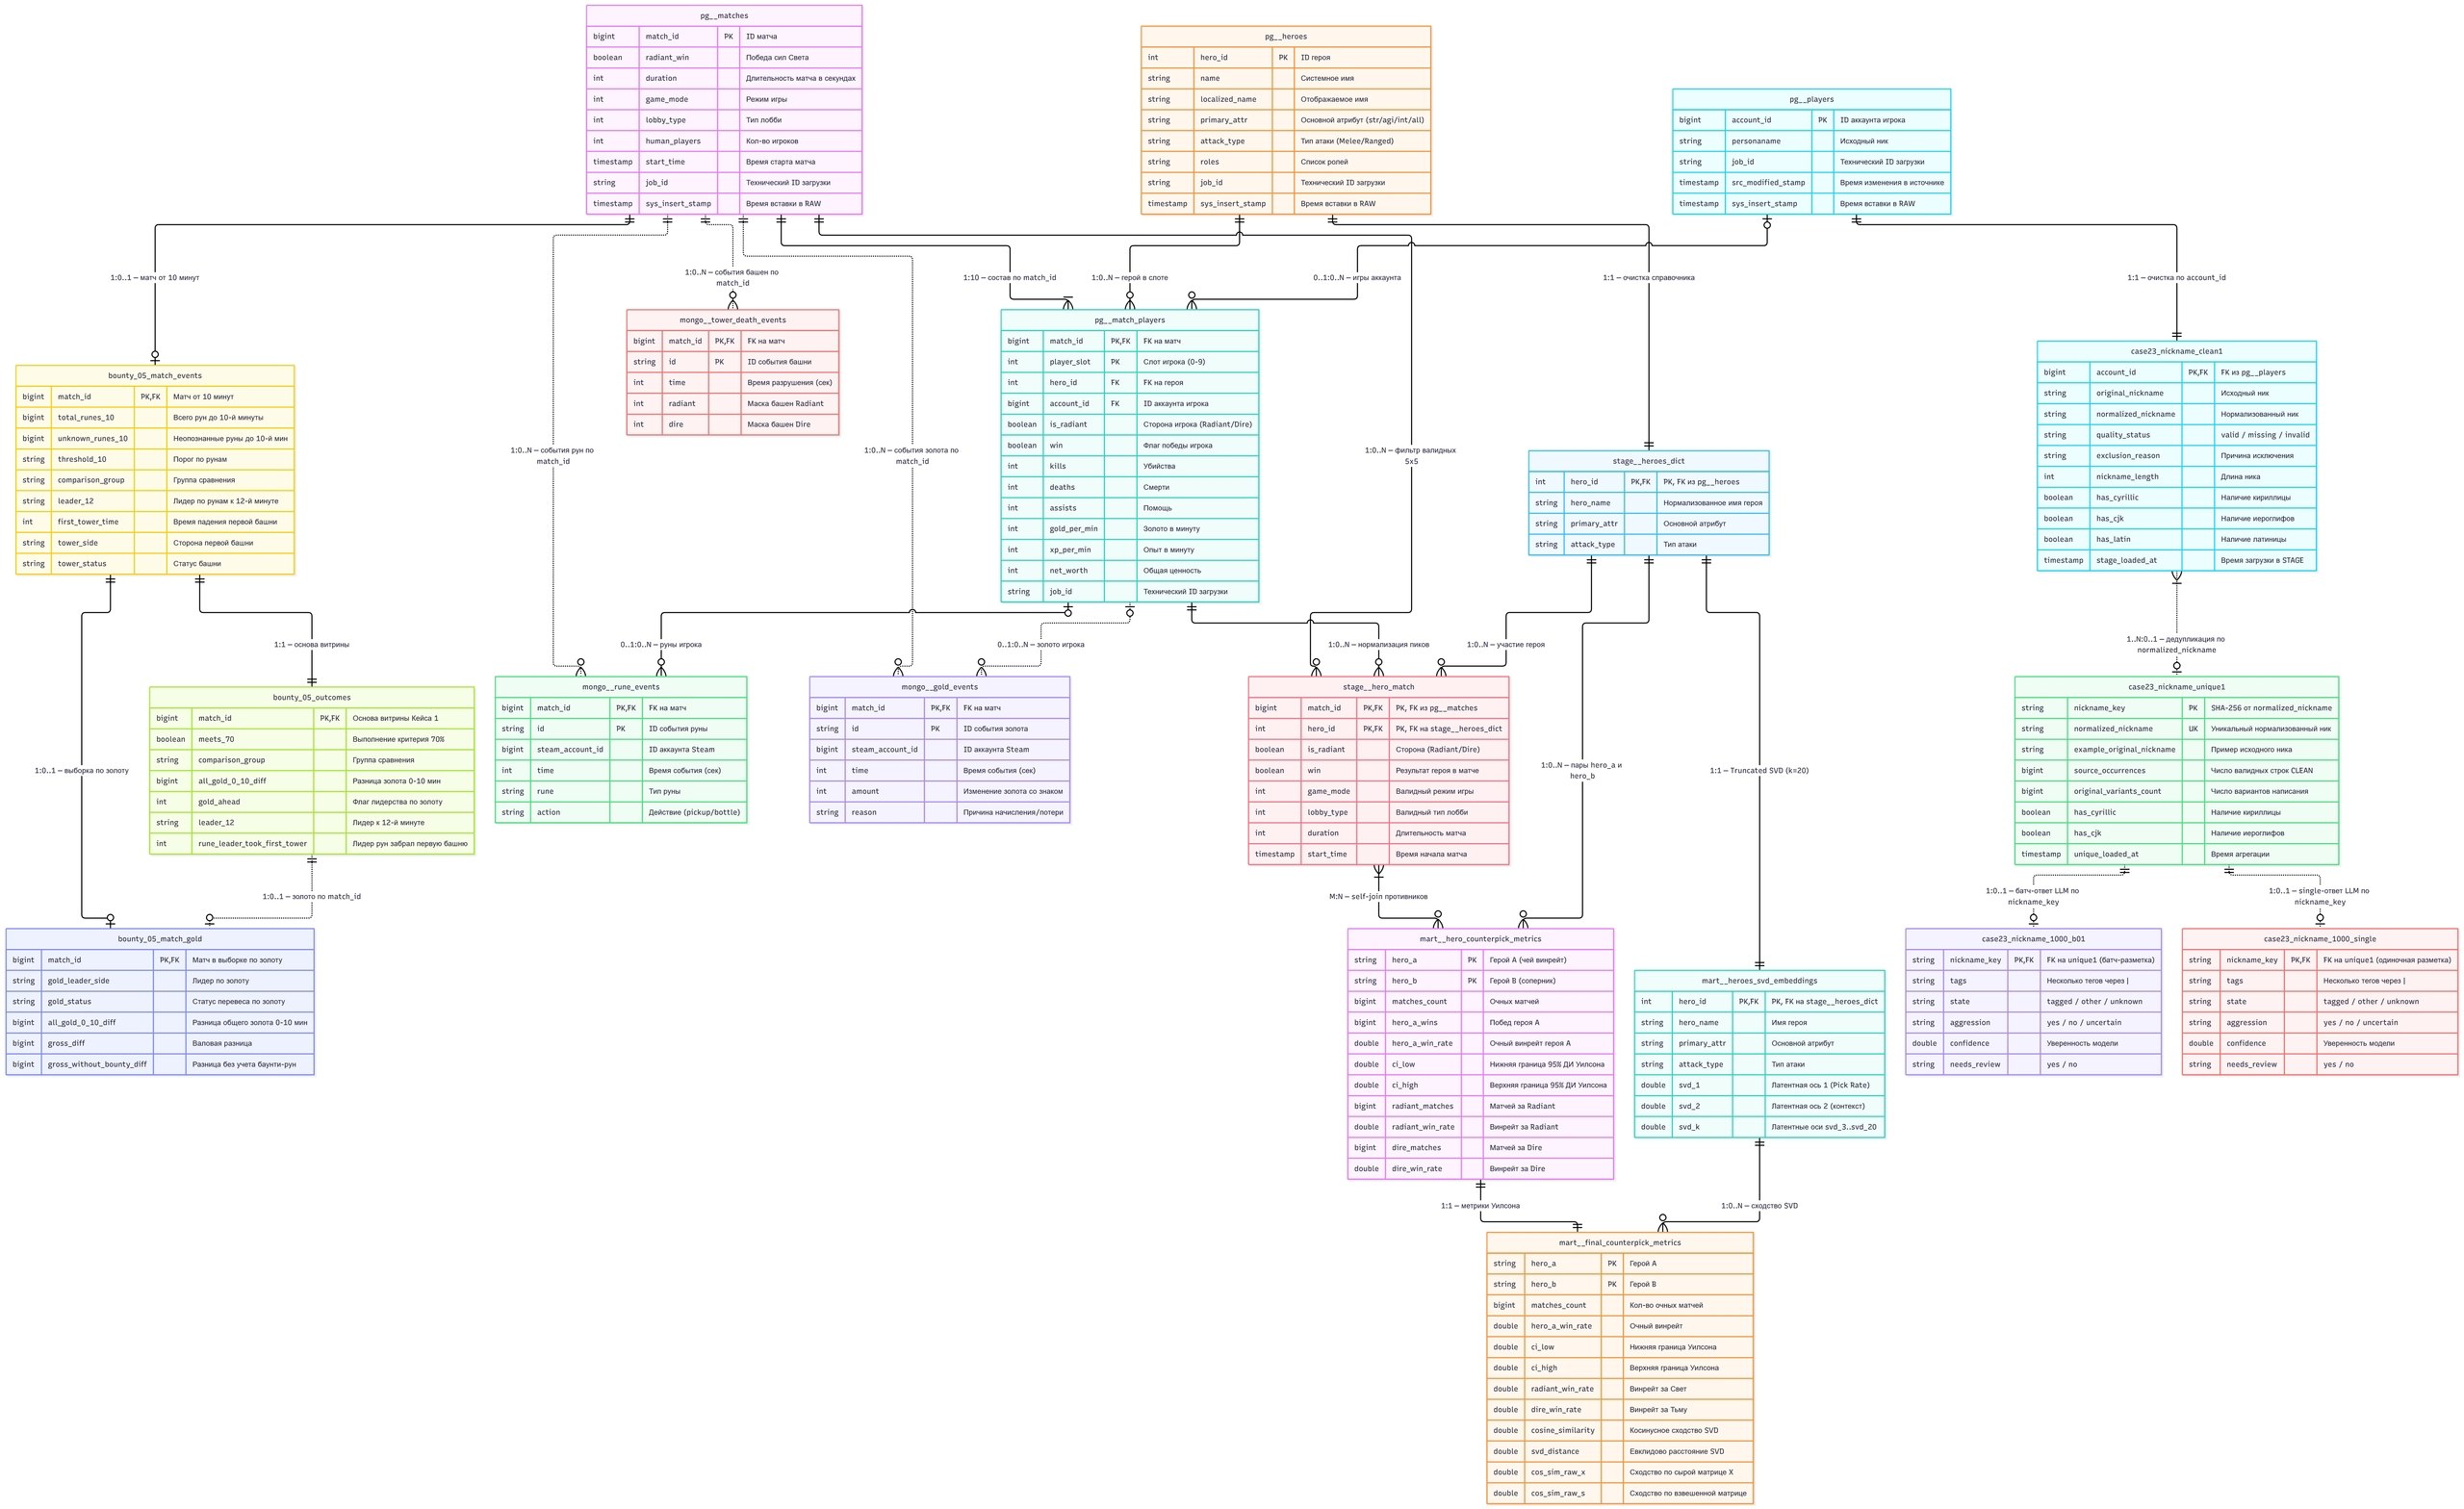 pg__matches
bigint match_id PK ID матча
boolean radiant_win Победа сил Света
int duration Длительность матча в секундах
int game_mode Режим игры
int lobby_type Тип лобби
int human_players Кол-во игроков
timestamp start_time Время старта матча
string job_id Технический ID загрузки
timestamp sys_insert_stamp Время вставки в RAW
pg__heroes
int hero_id PK ID героя
string name Системное имя
string localized_name Отображаемое имя
string primary_attr Основной атрибут (str/agi/int/all)
string attack_type Тип атаки (Melee/Ranged)
string roles Список ролей
string job_id Технический ID загрузки
timestamp sys_insert_stamp Время вставки в RAW
pg__players
bigint account_id PK ID аккаунта игрока
string personaname Исходный ник
string job_id Технический ID загрузки
timestamp src_modified_stamp Время изменения в источнике
timestamp sys_insert_stamp Время вставки в RAW
1:0..1 — матч от 10 минут
1:0..N — события башен по
match_id
1:10 — состав по match_id
1:0..N — герой в слоте
0..1:0..N — игры аккаунта
1:1 — очистка справочника
1:1 — очистка по account_id
mongo__tower_death_events
bigint match_id PK,FK FK на матч
string id PK ID события башни
int time Время разрушения (сек)
int radiant Маска башен Radiant
int dire Маска башен Dire
pg__match_players
bigint match_id PK,FK FK на матч
int player_slot PK Слот игрока (0-9)
int hero_id FK FK на героя
bigint account_id FK ID аккаунта игрока
boolean is_radiant Сторона игрока (Radiant/Dire)
boolean win Флаг победы игрока
int kills Убийства
int deaths Смерти
int assists Помощь
int gold_per_min Золото в минуту
int xp_per_min Опыт в минуту
int net_worth Общая ценность
string job_id Технический ID загрузки
bounty_05_match_events
bigint match_id PK,FK Матч от 10 минут
bigint total_runes_10 Всего рун до 10-й минуты
bigint unknown_runes_10 Неопознанные руны до 10-й мин
string threshold_10 Порог по рунам
string comparison_group Группа сравнения
string leader_12 Лидер по рунам к 12-й минуте
int first_tower_time Время падения первой башни
string tower_side Сторона первой башни
string tower_status Статус башни
case23_nickname_clean1
bigint account_id PK,FK FK из pg__players
string original_nickname Исходный ник
string normalized_nickname Нормализованный ник
string quality_status valid / missing / invalid
string exclusion_reason Причина исключения
int nickname_length Длина ника
boolean has_cyrillic Наличие кириллицы
boolean has_cjk Наличие иероглифов
boolean has_latin Наличие латиницы
timestamp stage_loaded_at Время загрузки в STAGE
1:0..N — события рун по
match_id
1:0..N — события золота по
match_id
1:0..N — фильтр валидных
5x5
stage__heroes_dict
int hero_id PK,FK PK, FK из pg__heroes
string hero_name Нормализованное имя героя
string primary_attr Основной атрибут
string attack_type Тип атаки
1:1 — основа витрины
0..1:0..N — руны игрока
0..1:0..N — золото игрока
1:0..N — нормализация пиков
1:0..N — участие героя
1..N:0..1 — дедупликация по
normalized_nickname
bounty_05_outcomes
bigint match_id PK,FK Основа витрины Кейса 1
boolean meets_70 Выполнение критерия 70%
string comparison_group Группа сравнения
bigint all_gold_0_10_diff Разница золота 0-10 мин
int gold_ahead Флаг лидерства по золоту
string leader_12 Лидер к 12-й минуте
int rune_leader_took_first_tower Лидер рун забрал первую башню
mongo__rune_events
bigint match_id PK,FK FK на матч
string id PK ID события руны
bigint steam_account_id ID аккаунта Steam
int time Время события (сек)
string rune Тип руны
string action Действие (pickup/bottle)
mongo__gold_events
bigint match_id PK,FK FK на матч
string id PK ID события золота
bigint steam_account_id ID аккаунта Steam
int time Время события (сек)
int amount Изменение золота со знаком
string reason Причина начисления/потери
stage__hero_match
bigint match_id PK,FK PK, FK из pg__matches
int hero_id PK,FK PK, FK на stage__heroes_dict
boolean is_radiant Сторона (Radiant/Dire)
boolean win Результат героя в матче
int game_mode Валидный режим игры
int lobby_type Валидный тип лобби
int duration Длительность матча
timestamp start_time Время начала матча
case23_nickname_unique1
string nickname_key PK SHA-256 от normalized_nickname
string normalized_nickname UK Уникальный нормализованный ник
string example_original_nickname Пример исходного ника
bigint source_occurrences Число валидных строк CLEAN
bigint original_variants_count Число вариантов написания
boolean has_cyrillic Наличие кириллицы
boolean has_cjk Наличие иероглифов
timestamp unique_loaded_at Время агрегации
1:0..1 — выборка по золоту
1:0..N — пары hero_a и
hero_b
1:1 — Truncated SVD (k=20)
1:0..1 — золото по match_id
M:N — self-join противников
1:0..1 — батч-ответ LLM по
nickname_key
1:0..1 — single-ответ LLM по
nickname_key
bounty_05_match_gold
bigint match_id PK,FK Матч в выборке по золоту
string gold_leader_side Лидер по золоту
string gold_status Статус перевеса по золоту
bigint all_gold_0_10_diff Разница общего золота 0-10 мин
bigint gross_diff Валовая разница
bigint gross_without_bounty_diff Разница без учета баунти-рун
mart__hero_counterpick_metrics
string hero_a PK Герой A (чей винрейт)
string hero_b PK Герой B (соперник)
bigint matches_count Очных матчей
bigint hero_a_wins Побед героя A
double hero_a_win_rate Очный винрейт героя A
double ci_low Нижняя граница 95% ДИ Уилсона
double ci_high Верхняя граница 95% ДИ Уилсона
bigint radiant_matches Матчей за Radiant
double radiant_win_rate Винрейт за Radiant
bigint dire_matches Матчей за Dire
double dire_win_rate Винрейт за Dire
mart__heroes_svd_embeddings
int hero_id PK,FK PK, FK на stage__heroes_dict
string hero_name Имя героя
string primary_attr Основной атрибут
string attack_type Тип атаки
double svd_1 Латентная ось 1 (Pick Rate)
double svd_2 Латентная ось 2 (контекст)
double svd_k Латентные оси svd_3..svd_20
case23_nickname_1000_b01
string nickname_key PK,FK FK на unique1 (батч-разметка)
string tags Несколько тегов через |
string state tagged / other / unknown
string aggression yes / no / uncertain
double confidence Уверенность модели
string needs_review yes / no
case23_nickname_1000_single
string nickname_key PK,FK FK на unique1 (одиночная разметка)
string tags Несколько тегов через |
string state tagged / other / unknown
string aggression yes / no / uncertain
double confidence Уверенность модели
string needs_review yes / no
1:1 — метрики Уилсона
1:0..N — сходство SVD
mart__final_counterpick_metrics
string hero_a PK Герой A
string hero_b PK Герой B
bigint matches_count Кол-во очных матчей
double hero_a_win_rate Очный винрейт
double ci_low Нижняя граница Уилсона
double ci_high Верхняя граница Уилсона
double radiant_win_rate Винрейт за Свет
double dire_win_rate Винрейт за Тьму
double cosine_similarity Косинусное сходство SVD
double svd_distance Евклидово расстояние SVD
double cos_sim_raw_x Сходство по сырой матрице X
double cos_sim_raw_s Сходство по взвешенной матрице